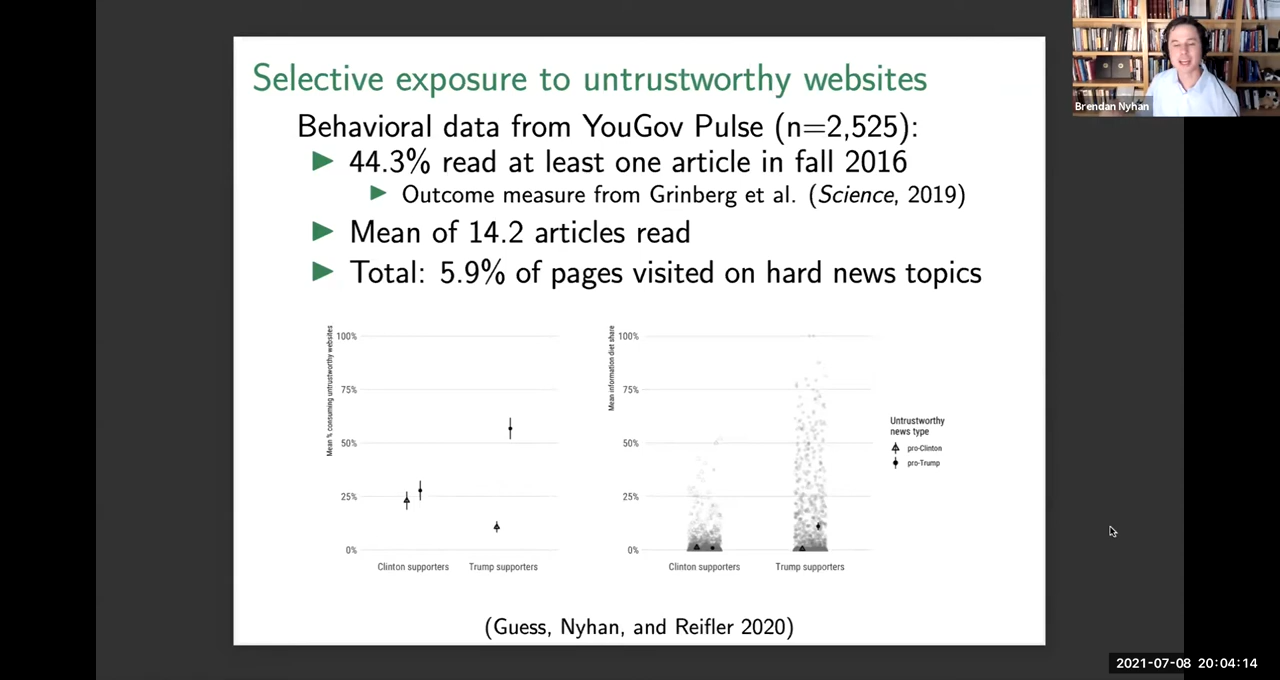 Selective exposure to untrustworthy websites
Behavioral data from YouGov Pulse (n=2,525):
44.3% read at least one article in fall 2016
Outcome measure from Grinberg et al. (Science, 2019)
Mean of 14.2 articles read
Total: 5.9% of pages visited on hard news topics
Mean % consuming untrustworthy websites
100%
75%
50%
25%
0%
Clinton supporters
Trump supporters
Mean information diet share
100%
75%
50%
25%
0%
Clinton supporters
Trump supporters
Untrustworthy
news type
pro-Clinton
pro-Trump
(Guess, Nyhan, and Reifler 2020)
Brendan Nyhan
2021-07-08 20:04:14